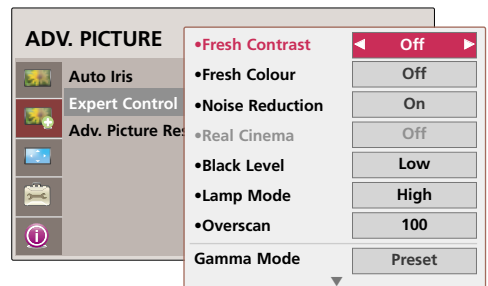 ADV. PICTURE
Auto Iris
Expert Control
Adv. Picture Res
•Fresh Contrast Off
•Fresh Colour Off
•Noise Reduction On
•Real Cinema Off
•Black Level Low
•Lamp Mode High
•Overscan 100
Gamma Mode Preset